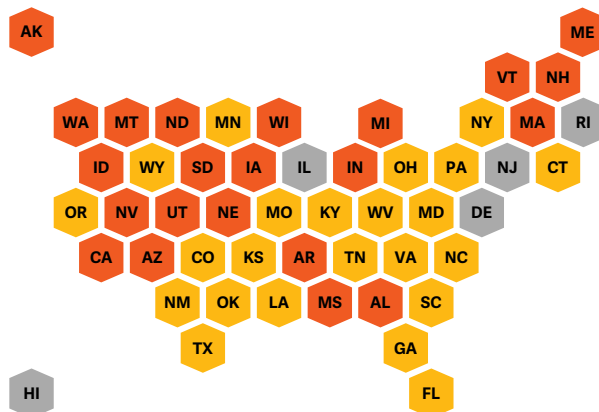 AK ME
VT NH
WA MT ND MN WI MI NY MA RI
ID WY SD IA IL IN OH PA NJ CT
OR NV UT NE MO KY WV MD DE
CA AZ CO KS AR TN VA NC
NM OK LA MS AL SC
TX GA
HI FL